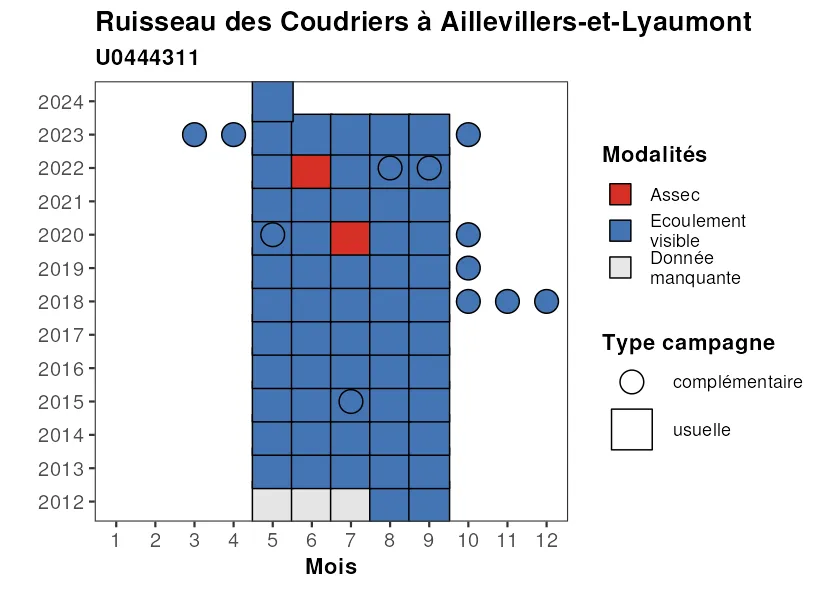 Ruisseau des Coudriers à Aillevillers-et-Lyaumont
U0444311
2024
2023
2022
2021
2020
2019
2018
2017
2016
2015
2014
2013
2012
1 2 3 4 5 6 7 8 9 10 11 12
Mois
Modalités
Assec
Ecoulement
visible
Donnée
manquante
Type campagne
complémentaire
usuelle